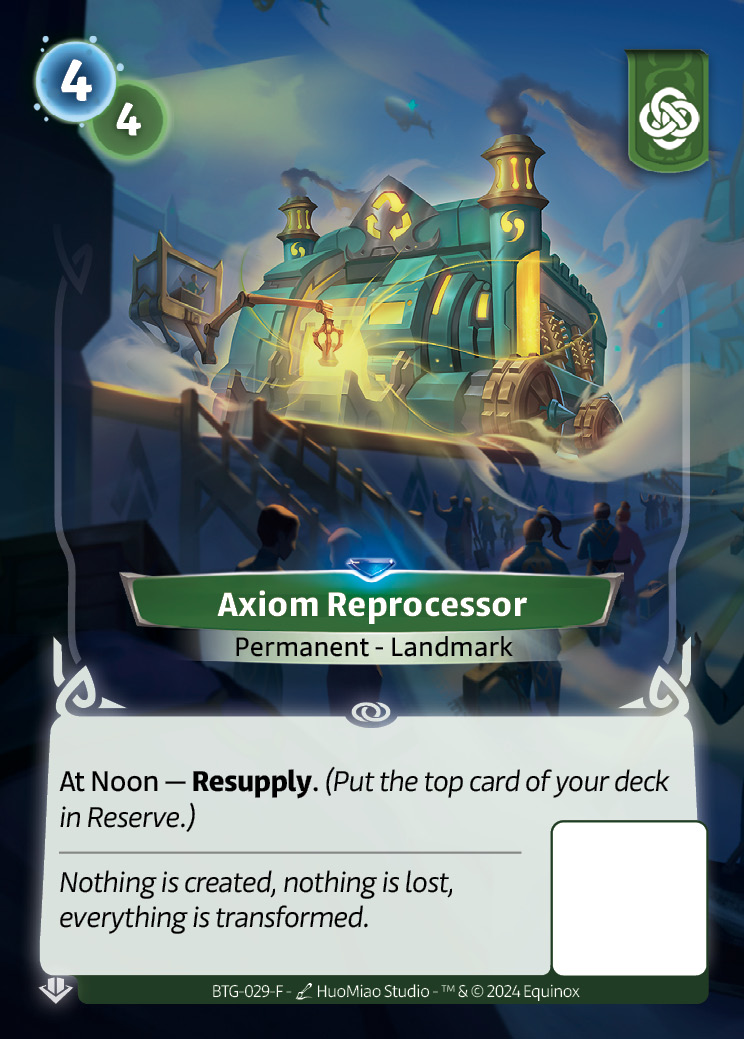 4
4
Axiom Reprocessor
Permanent - Landmark
At Noon — Resupply. (Put the top card of your deck
in Reserve.)
Nothing is created, nothing is lost,
everything is transformed.
BTG-029-F - HuoMiao Studio - ™ & © 2024 Equinox